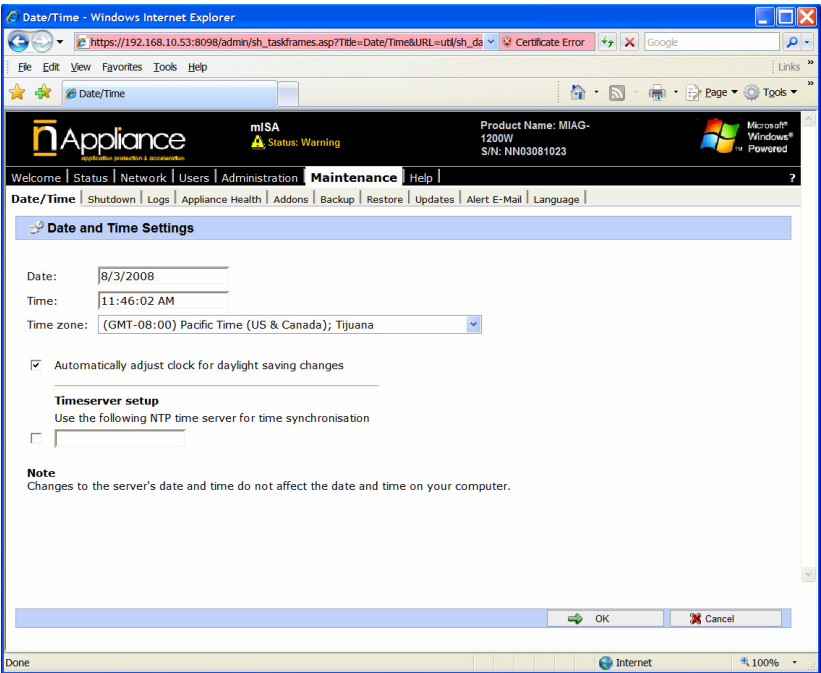 Date/Time - Windows Internet Explorer
https://192.168.10.53:8098/admin/sh_taskframes.asp?Title=Date/Time&URL=util/sh_da Certificate Error Google
File Edit View Favorites Tools Help Links »
Date/Time Page Tools »
nAppliance
application protection & acceleration
mISA
Status: Warning
Product Name: MIAG-
1200W
S/N: NN03081023
Microsoft®
Windows®
Powered
TM
Welcome | Status | Network | Users | Administration | Maintenance | Help | ?
Date/Time | Shutdown | Logs | Appliance Health | Addons | Backup | Restore | Updates | Alert E-Mail | Language |
Date and Time Settings
Date: 8/3/2008
Time: 11:46:02 AM
Time zone: (GMT-08:00) Pacific Time (US & Canada); Tijuana
Automatically adjust clock for daylight saving changes
Timeserver setup
Use the following NTP time server for time synchronisation
Note
Changes to the server's date and time do not affect the date and time on your computer.
OK Cancel
Done Internet 100%